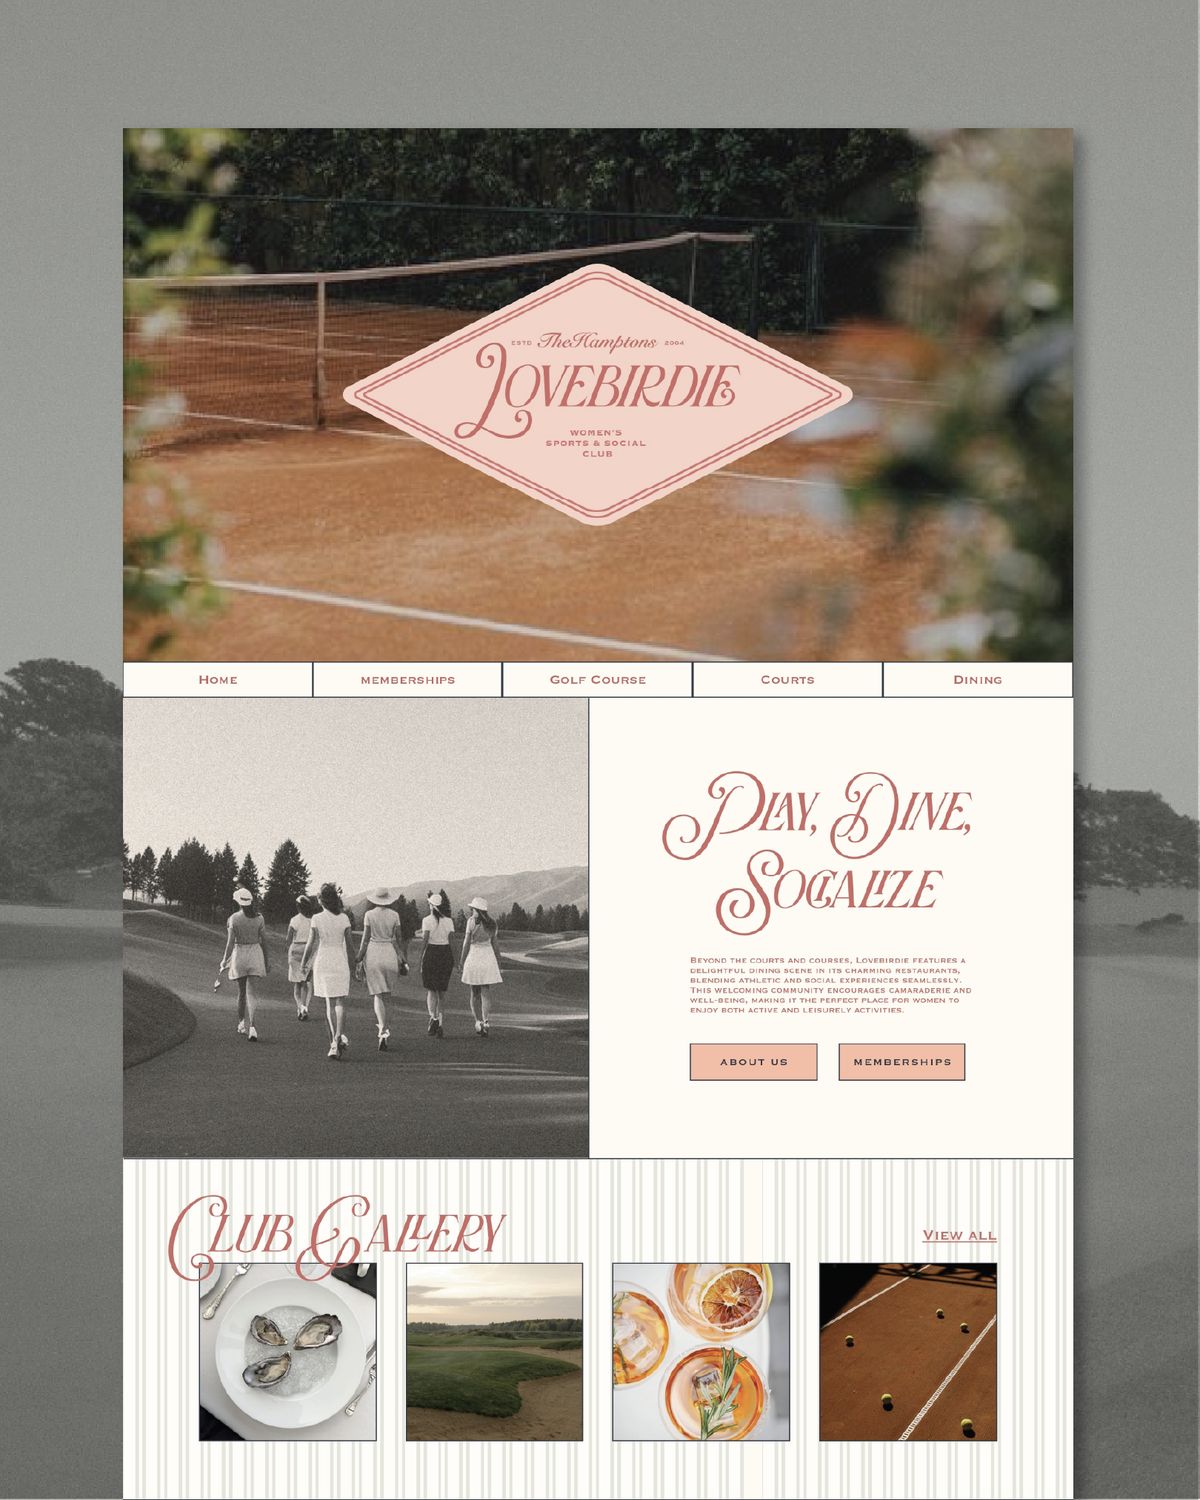 ESTD The Hamptons 2004
LOVEBIRDIE
WOMEN'S
SPORTS & SOCIAL
CLUB
HOME MEMBERSHIPS GOLF COURSE COURTS DINING
PLAY, DINE,
SOCIALIZE
BEYOND THE COURTS AND COURSES, LOVEBIRDIE FEATURES A
DELIGHTFUL DINING SCENE IN ITS CHARMING RESTAURANTS,
BLENDING ATHLETIC AND SOCIAL EXPERIENCES SEAMLESSLY.
THIS WELCOMING COMMUNITY ENCOURAGES CAMARADERIE AND
WELL-BEING, MAKING IT THE PERFECT PLACE FOR WOMEN TO
ENJOY BOTH ACTIVE AND LEISURELY ACTIVITIES.
ABOUT US MEMBERSHIPS
CLUB GALLERY
VIEW ALL